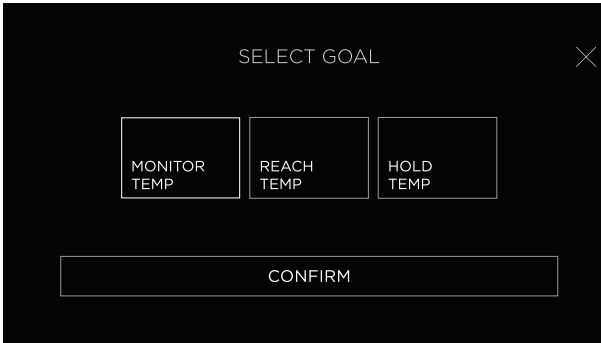 SELECT GOAL
MONITOR
TEMP
REACH
TEMP
HOLD
TEMP
CONFIRM